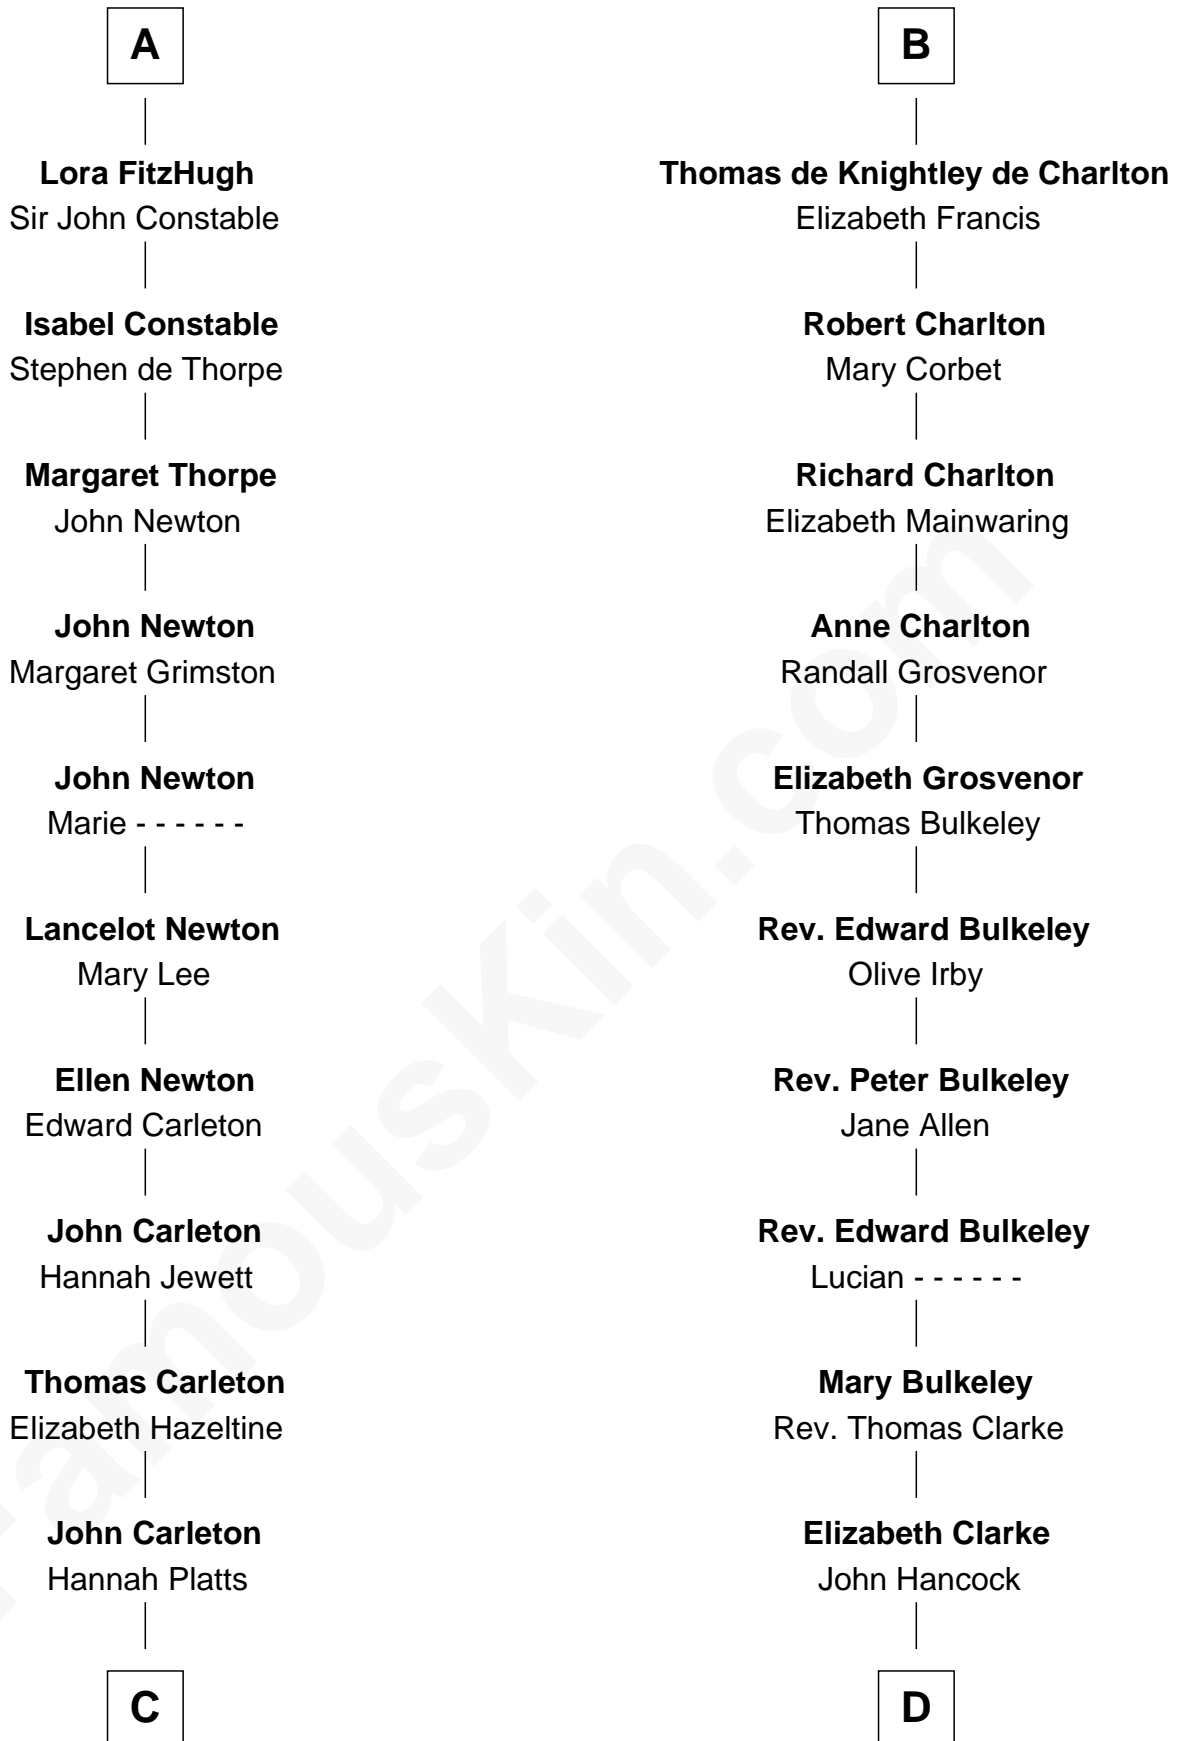 A
Lora FitzHugh
Sir John Constable
Isabel Constable
Stephen de Thorpe
Margaret Thorpe
John Newton
John Newton
Margaret Grimston
John Newton
Marie - - - - - -
Lancelot Newton
Mary Lee
Ellen Newton
Edward Carleton
John Carleton
Hannah Jewett
Thomas Carleton
Elizabeth Hazeltine
John Carleton
Hannah Platts
C
B
Thomas de Knightley de Charlton
Elizabeth Francis
Robert Charlton
Mary Corbet
Richard Charlton
Elizabeth Mainwaring
Anne Charlton
Randall Grosvenor
Elizabeth Grosvenor
Thomas Bulkeley
Rev. Edward Bulkeley
Olive Irby
Rev. Peter Bulkeley
Jane Allen
Rev. Edward Bulkeley
Lucian - - - - - -
Mary Bulkeley
Rev. Thomas Clarke
Elizabeth Clarke
John Hancock
D
FamousKin.com